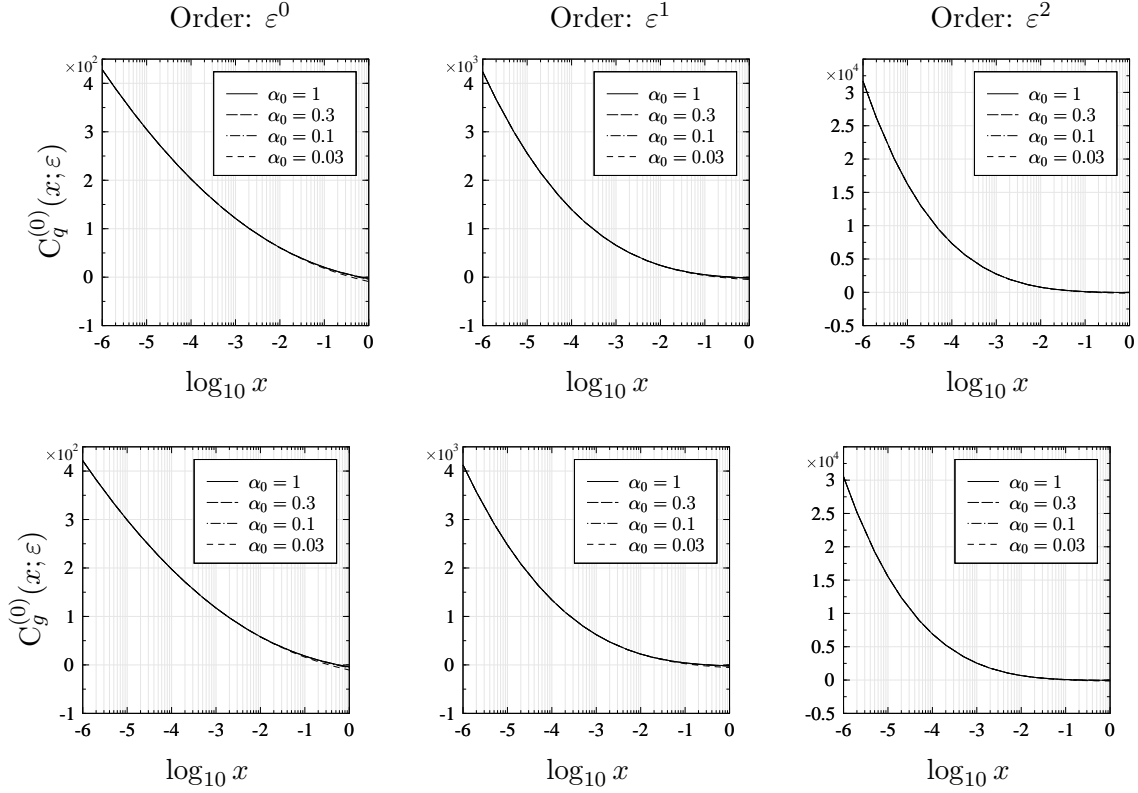 Order: ε^0
Order: ε^1
Order: ε^2
×10^2
4
3
2
1
0
-1
C_q^(0)(x; ε)
α_0 = 1
α_0 = 0.3
α_0 = 0.1
α_0 = 0.03
-6 -5 -4 -3 -2 -1 0
log_10 x
×10^3
4
3
2
1
0
-1
α_0 = 1
α_0 = 0.3
α_0 = 0.1
α_0 = 0.03
-6 -5 -4 -3 -2 -1 0
log_10 x
×10^4
3
2.5
2
1.5
1
0.5
0
-0.5
α_0 = 1
α_0 = 0.3
α_0 = 0.1
α_0 = 0.03
-6 -5 -4 -3 -2 -1 0
log_10 x
×10^2
4
3
2
1
0
-1
C_g^(0)(x; ε)
α_0 = 1
α_0 = 0.3
α_0 = 0.1
α_0 = 0.03
-6 -5 -4 -3 -2 -1 0
log_10 x
×10^3
4
3
2
1
0
-1
α_0 = 1
α_0 = 0.3
α_0 = 0.1
α_0 = 0.03
-6 -5 -4 -3 -2 -1 0
log_10 x
×10^4
3
2.5
2
1.5
1
0.5
0
-0.5
α_0 = 1
α_0 = 0.3
α_0 = 0.1
α_0 = 0.03
-6 -5 -4 -3 -2 -1 0
log_10 x